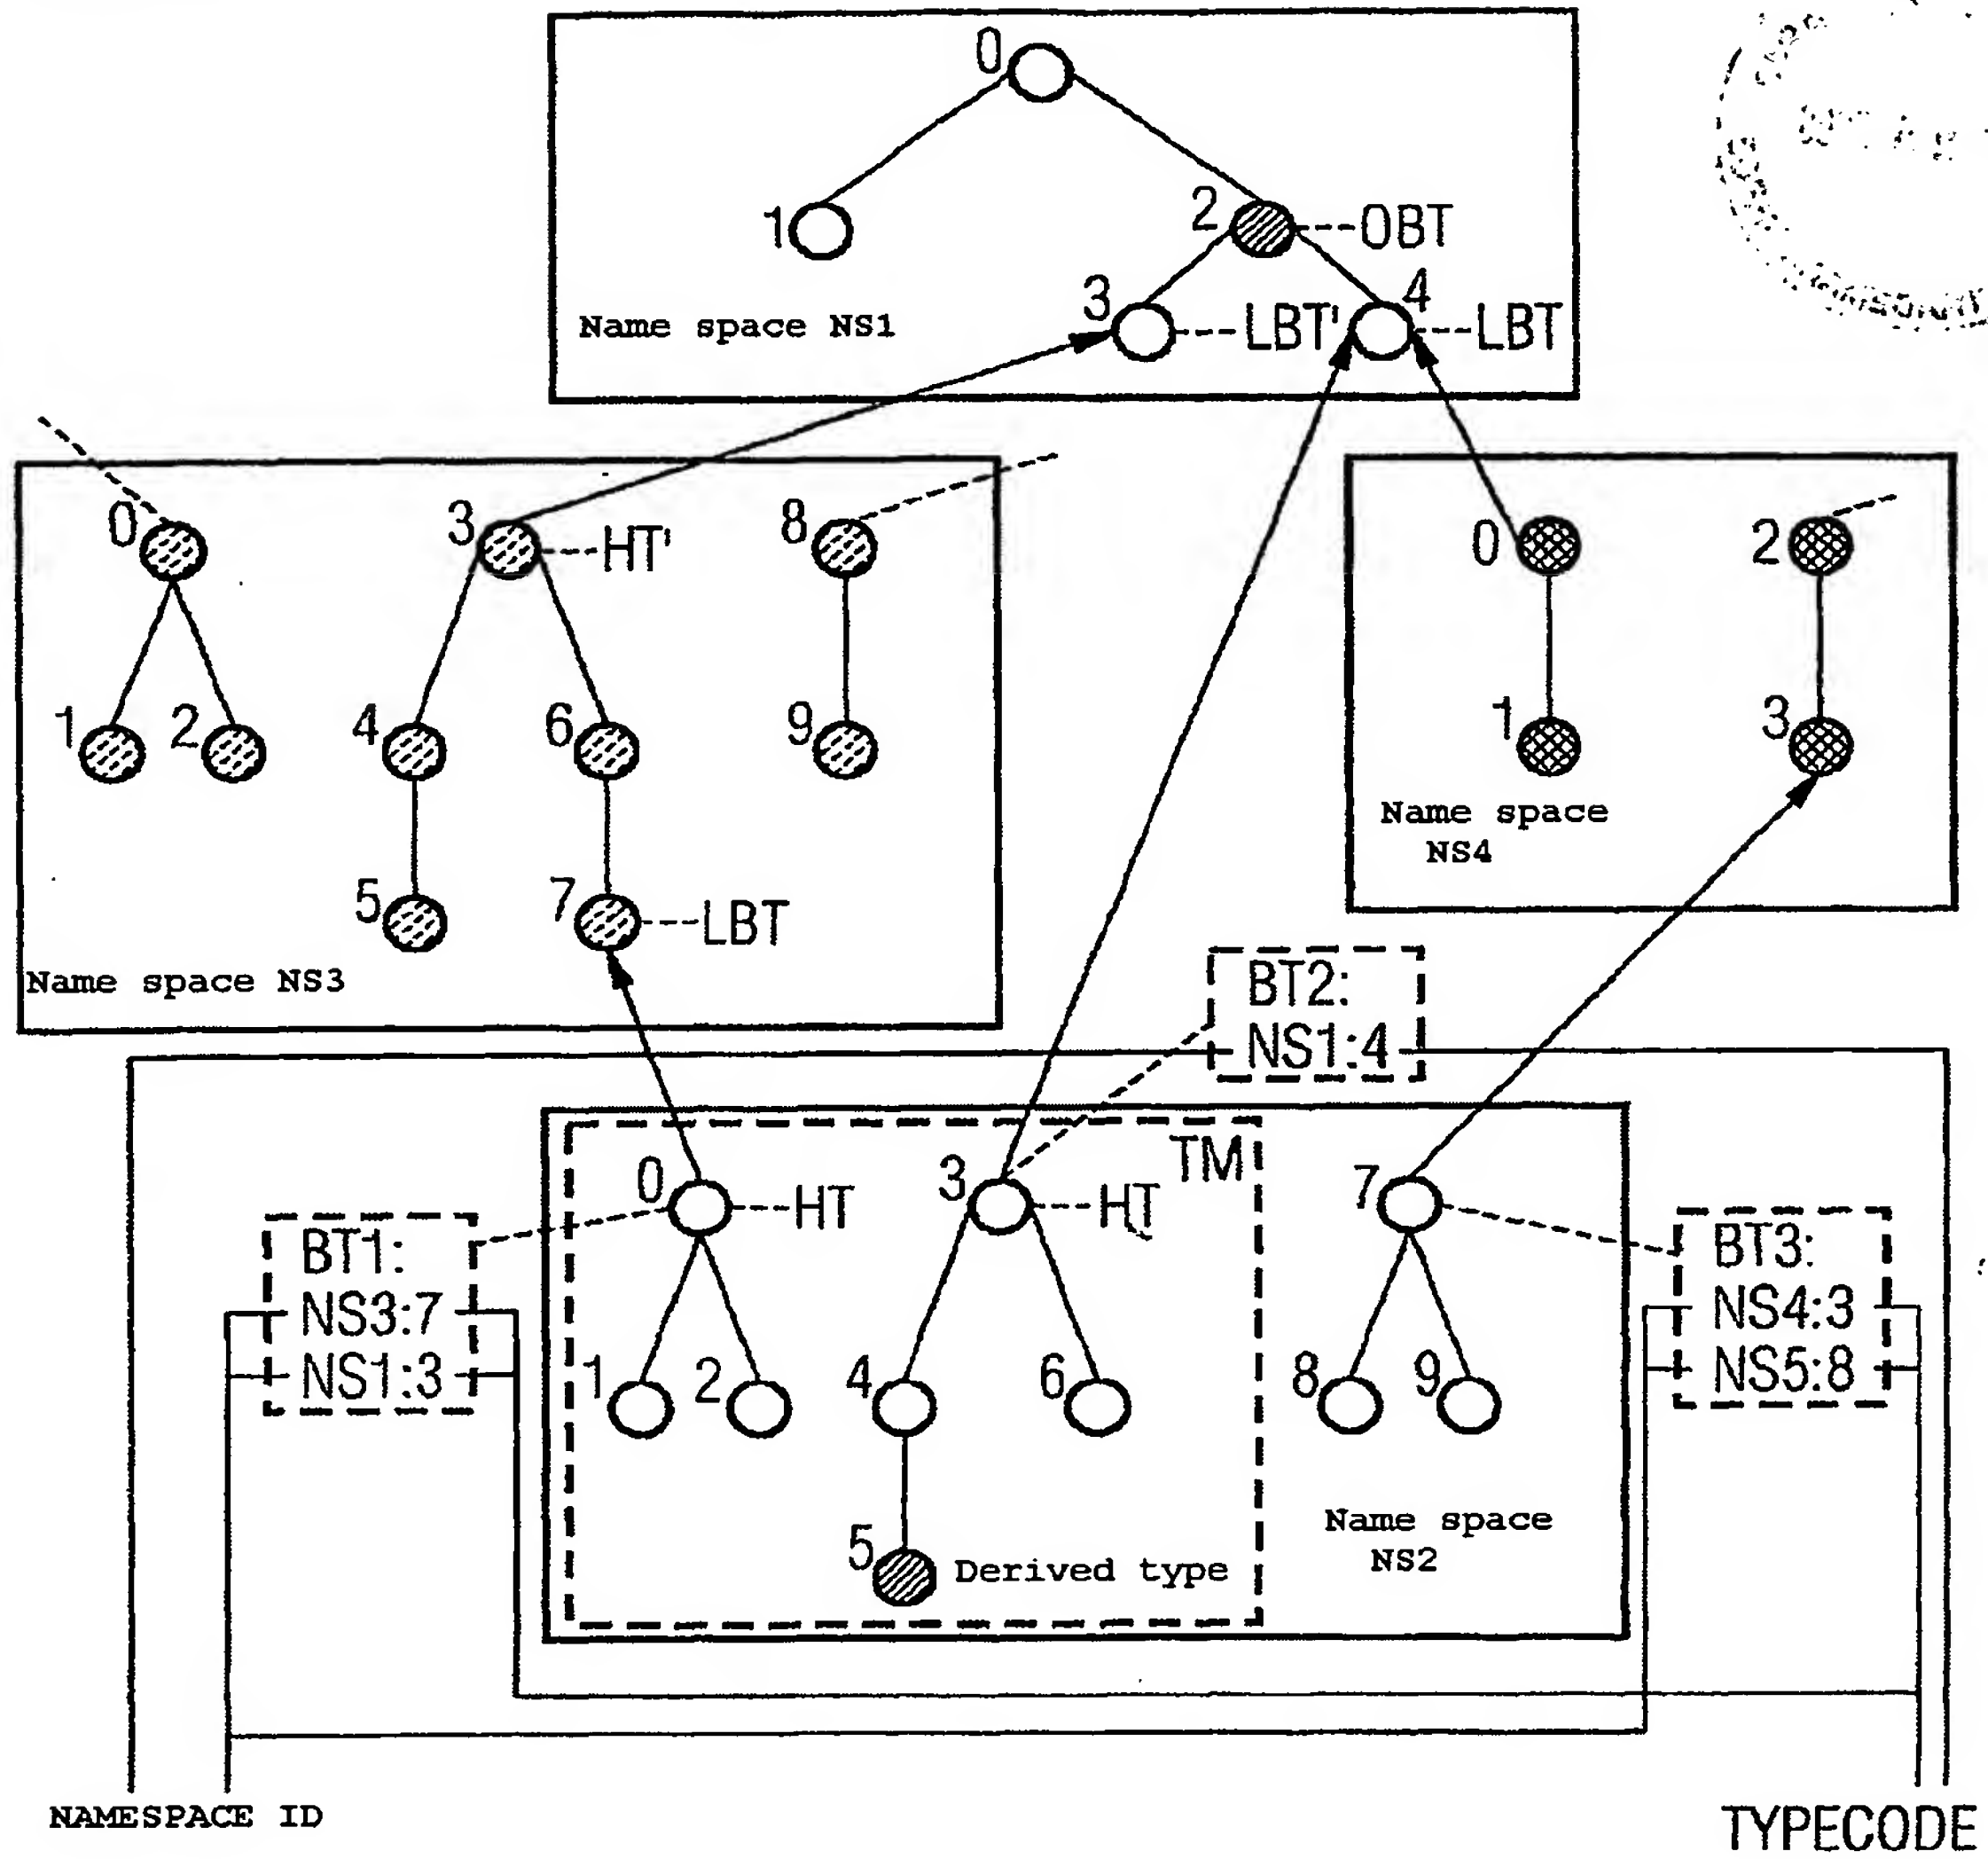 0
1
2
OBT
3
LBT'
4
LBT
Name space NS1
0
3
HT'
8
1
2
4
6
9
5
7
LBT
Name space NS3
0
2
1
3
Name space
NS4
BT2:
NS1:4
TM
0
HT
3
HT
7
BT1:
NS3:7
NS1:3
BT3:
NS4:3
NS5:8
1
2
4
6
8
9
5
Derived type
Name space
NS2
NAMESPACE ID
TYPECODE